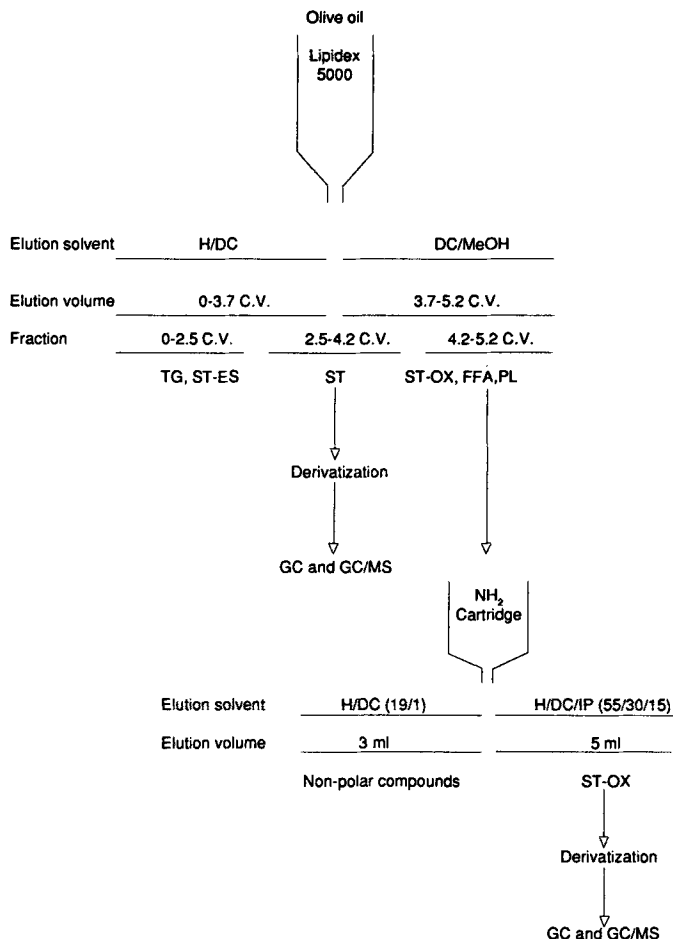 Olive oil
Lipidex
5000
Elution solvent H/DC DC/MeOH
Elution volume 0-3.7 C.V. 3.7-5.2 C.V.
Fraction 0-2.5 C.V. 2.5-4.2 C.V. 4.2-5.2 C.V.
TG, ST-ES ST ST-OX, FFA,PL
Derivatization
GC and GC/MS
NH₂
Cartridge
Elution solvent H/DC (19/1) H/DC/IP (55/30/15)
Elution volume 3 ml 5 ml
Non-polar compounds ST-OX
Derivatization
GC and GC/MS